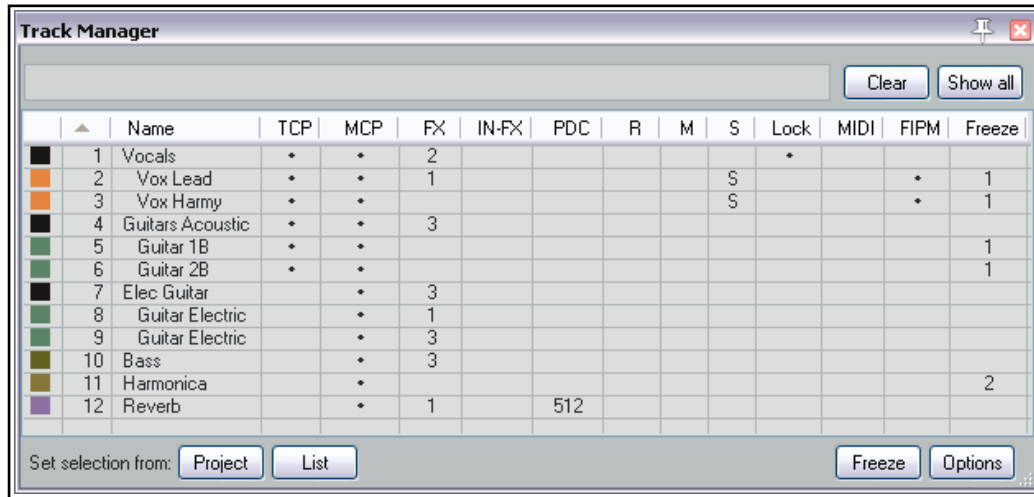 Track Manager
Clear Show all
Name TCP MCP FX IN-FX PDC R M S Lock MIDI FIPM Freeze
1 Vocals • • 2 •
2 Vox Lead • • 1 S • 1
3 Vox Harmy • • S • 1
4 Guitars Acoustic • • 3
5 Guitar 1B • • 1
6 Guitar 2B • • 1
7 Elec Guitar • 3
8 Guitar Electric • 1
9 Guitar Electric • 3
10 Bass • 3
11 Harmonica • 2
12 Reverb • 1 512
Set selection from: Project List Freeze Options